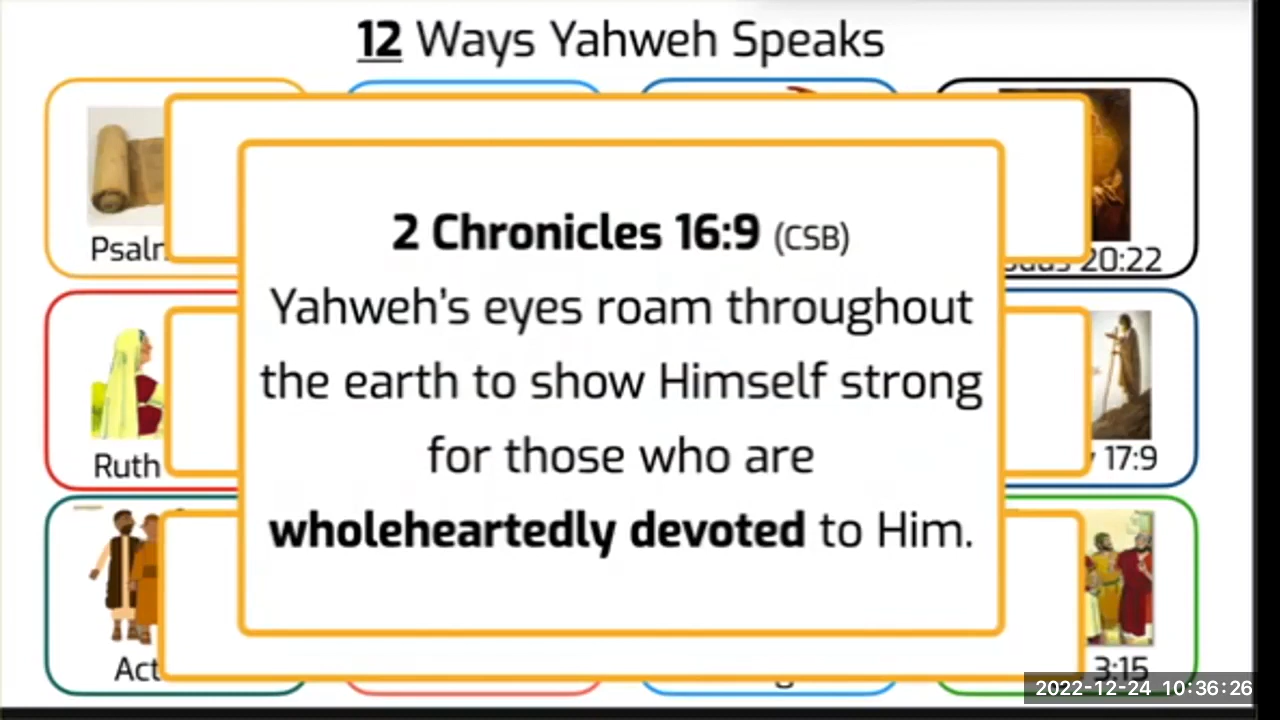 12 Ways Yahweh Speaks
2 Chronicles 16:9 (CSB)
Yahweh's eyes roam throughout
the earth to show Himself strong
for those who are
wholeheartedly devoted to Him.
20:22
Ruth
17:9
3:15
2022-12-24 10:36:26